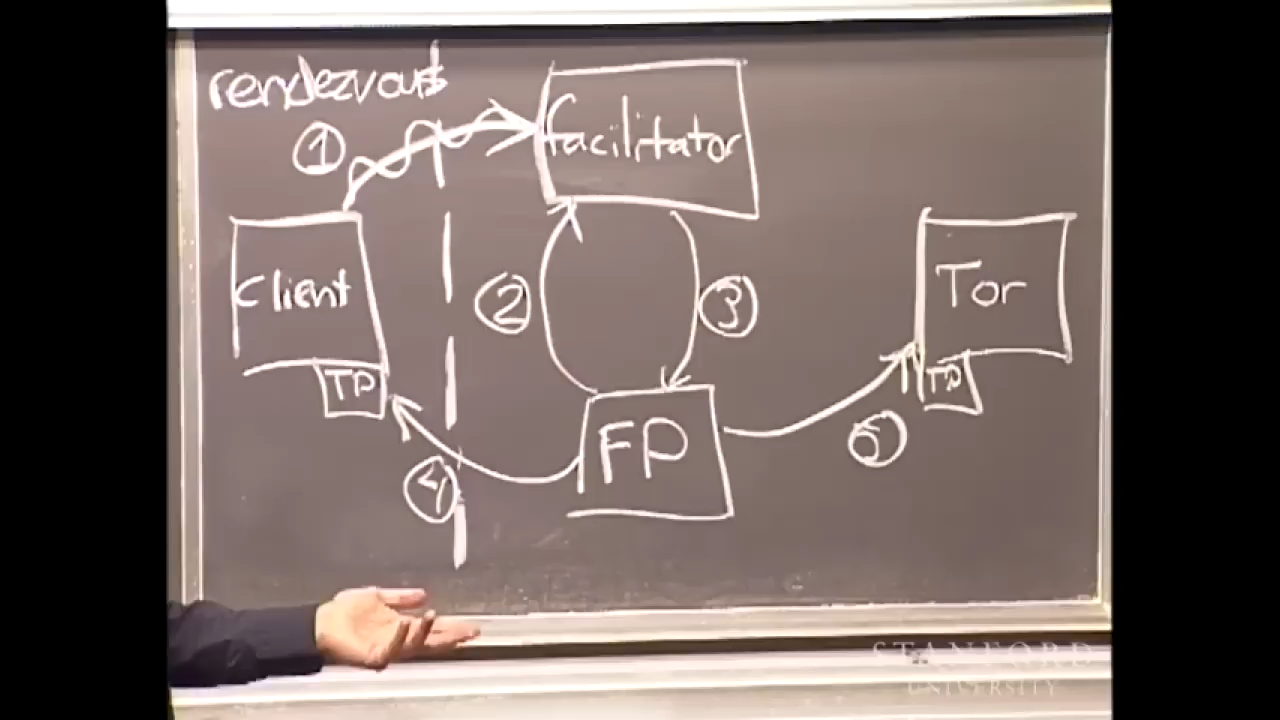 rendezvous
1
facilitator
Client
2
3
Tor
TP
TP
FP
4
5
STANFORD
UNIVERSITY